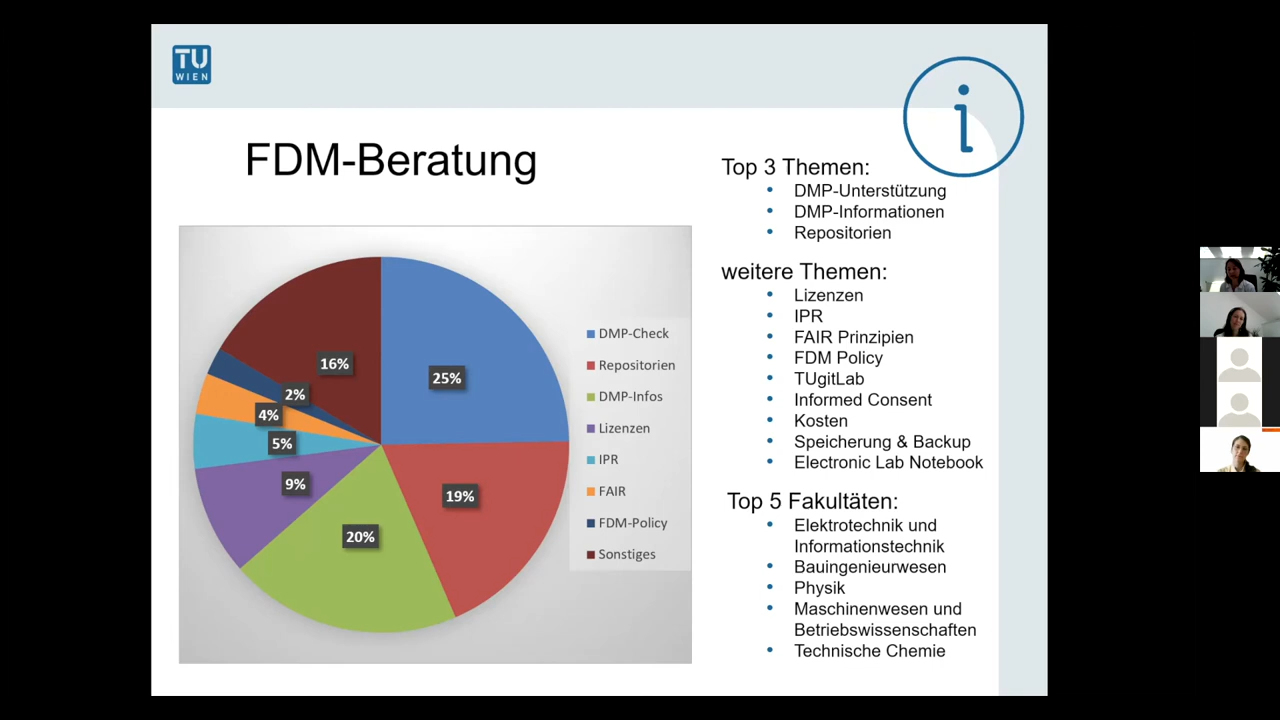 TU
WIEN
FDM-Beratung
16%
25%
2%
4%
5%
9%
19%
20%
DMP-Check
Repositorien
DMP-Infos
Lizenzen
IPR
FAIR
FDM-Policy
Sonstiges
Top 3 Themen:
• DMP-Unterstützung
• DMP-Informationen
• Repositorien
weitere Themen:
• Lizenzen
• IPR
• FAIR Prinzipien
• FDM Policy
• TUgitLab
• Informed Consent
• Kosten
• Speicherung & Backup
• Electronic Lab Notebook
Top 5 Fakultäten:
• Elektrotechnik und
Informationstechnik
• Bauingenieurwesen
• Physik
• Maschinenwesen und
Betriebswissenschaften
• Technische Chemie